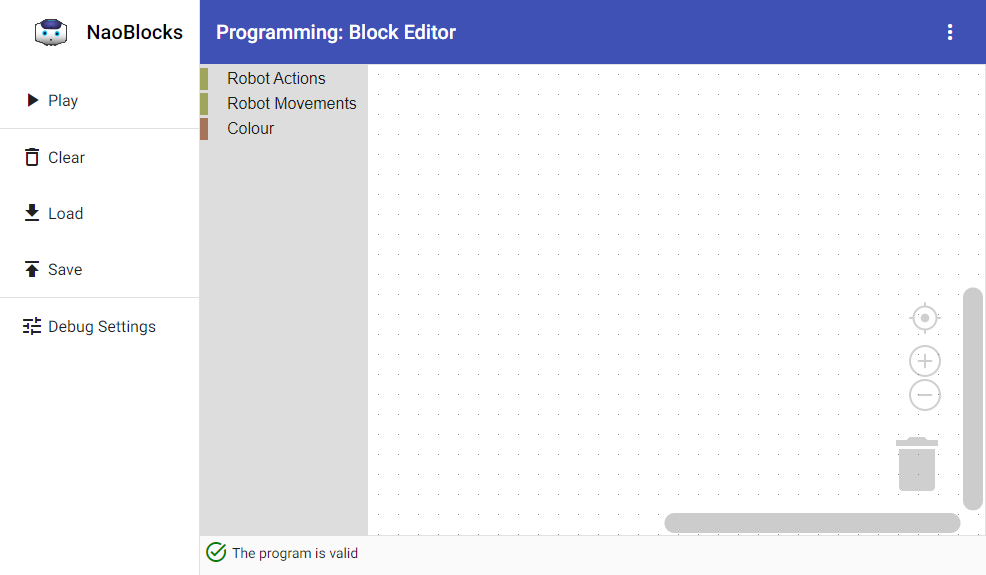 NaoBlocks
Programming: Block Editor
Play
Clear
Load
Save
Debug Settings
Robot Actions
Robot Movements
Colour
The program is valid